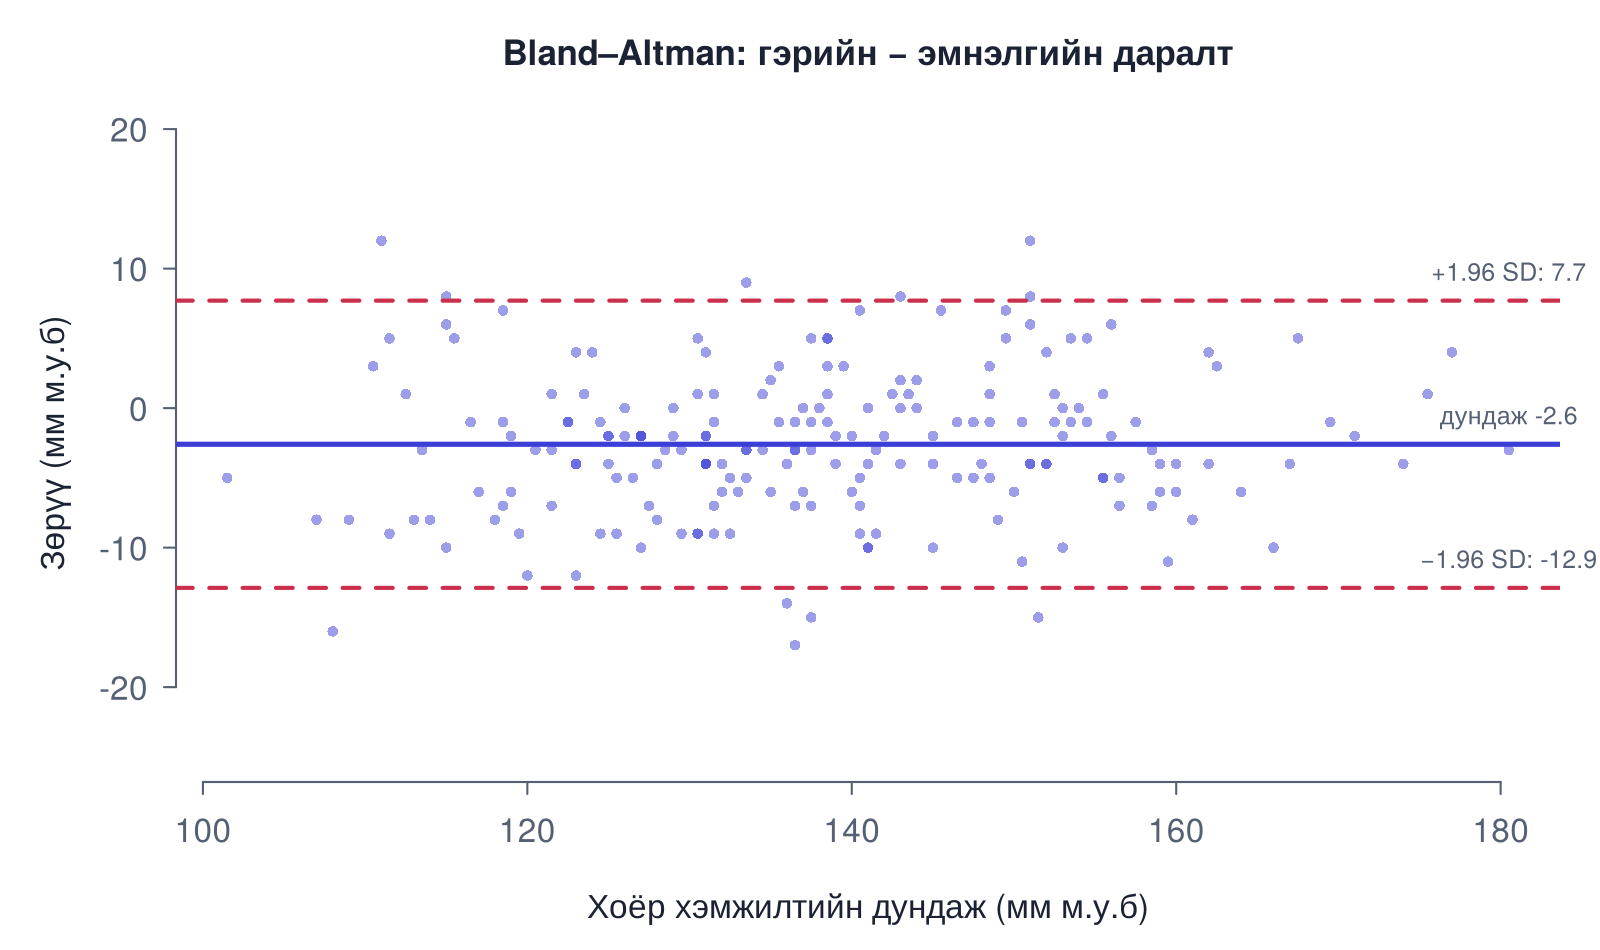 Bland–Altman: гэрийн − эмнэлгийн даралт
Зөрүү (мм м.у.б)
20
10
0
-10
-20
+1.96 SD: 7.7
дундаж -2.6
−1.96 SD: -12.9
100 120 140 160 180
Хоёр хэмжилтийн дундаж (мм м.у.б)